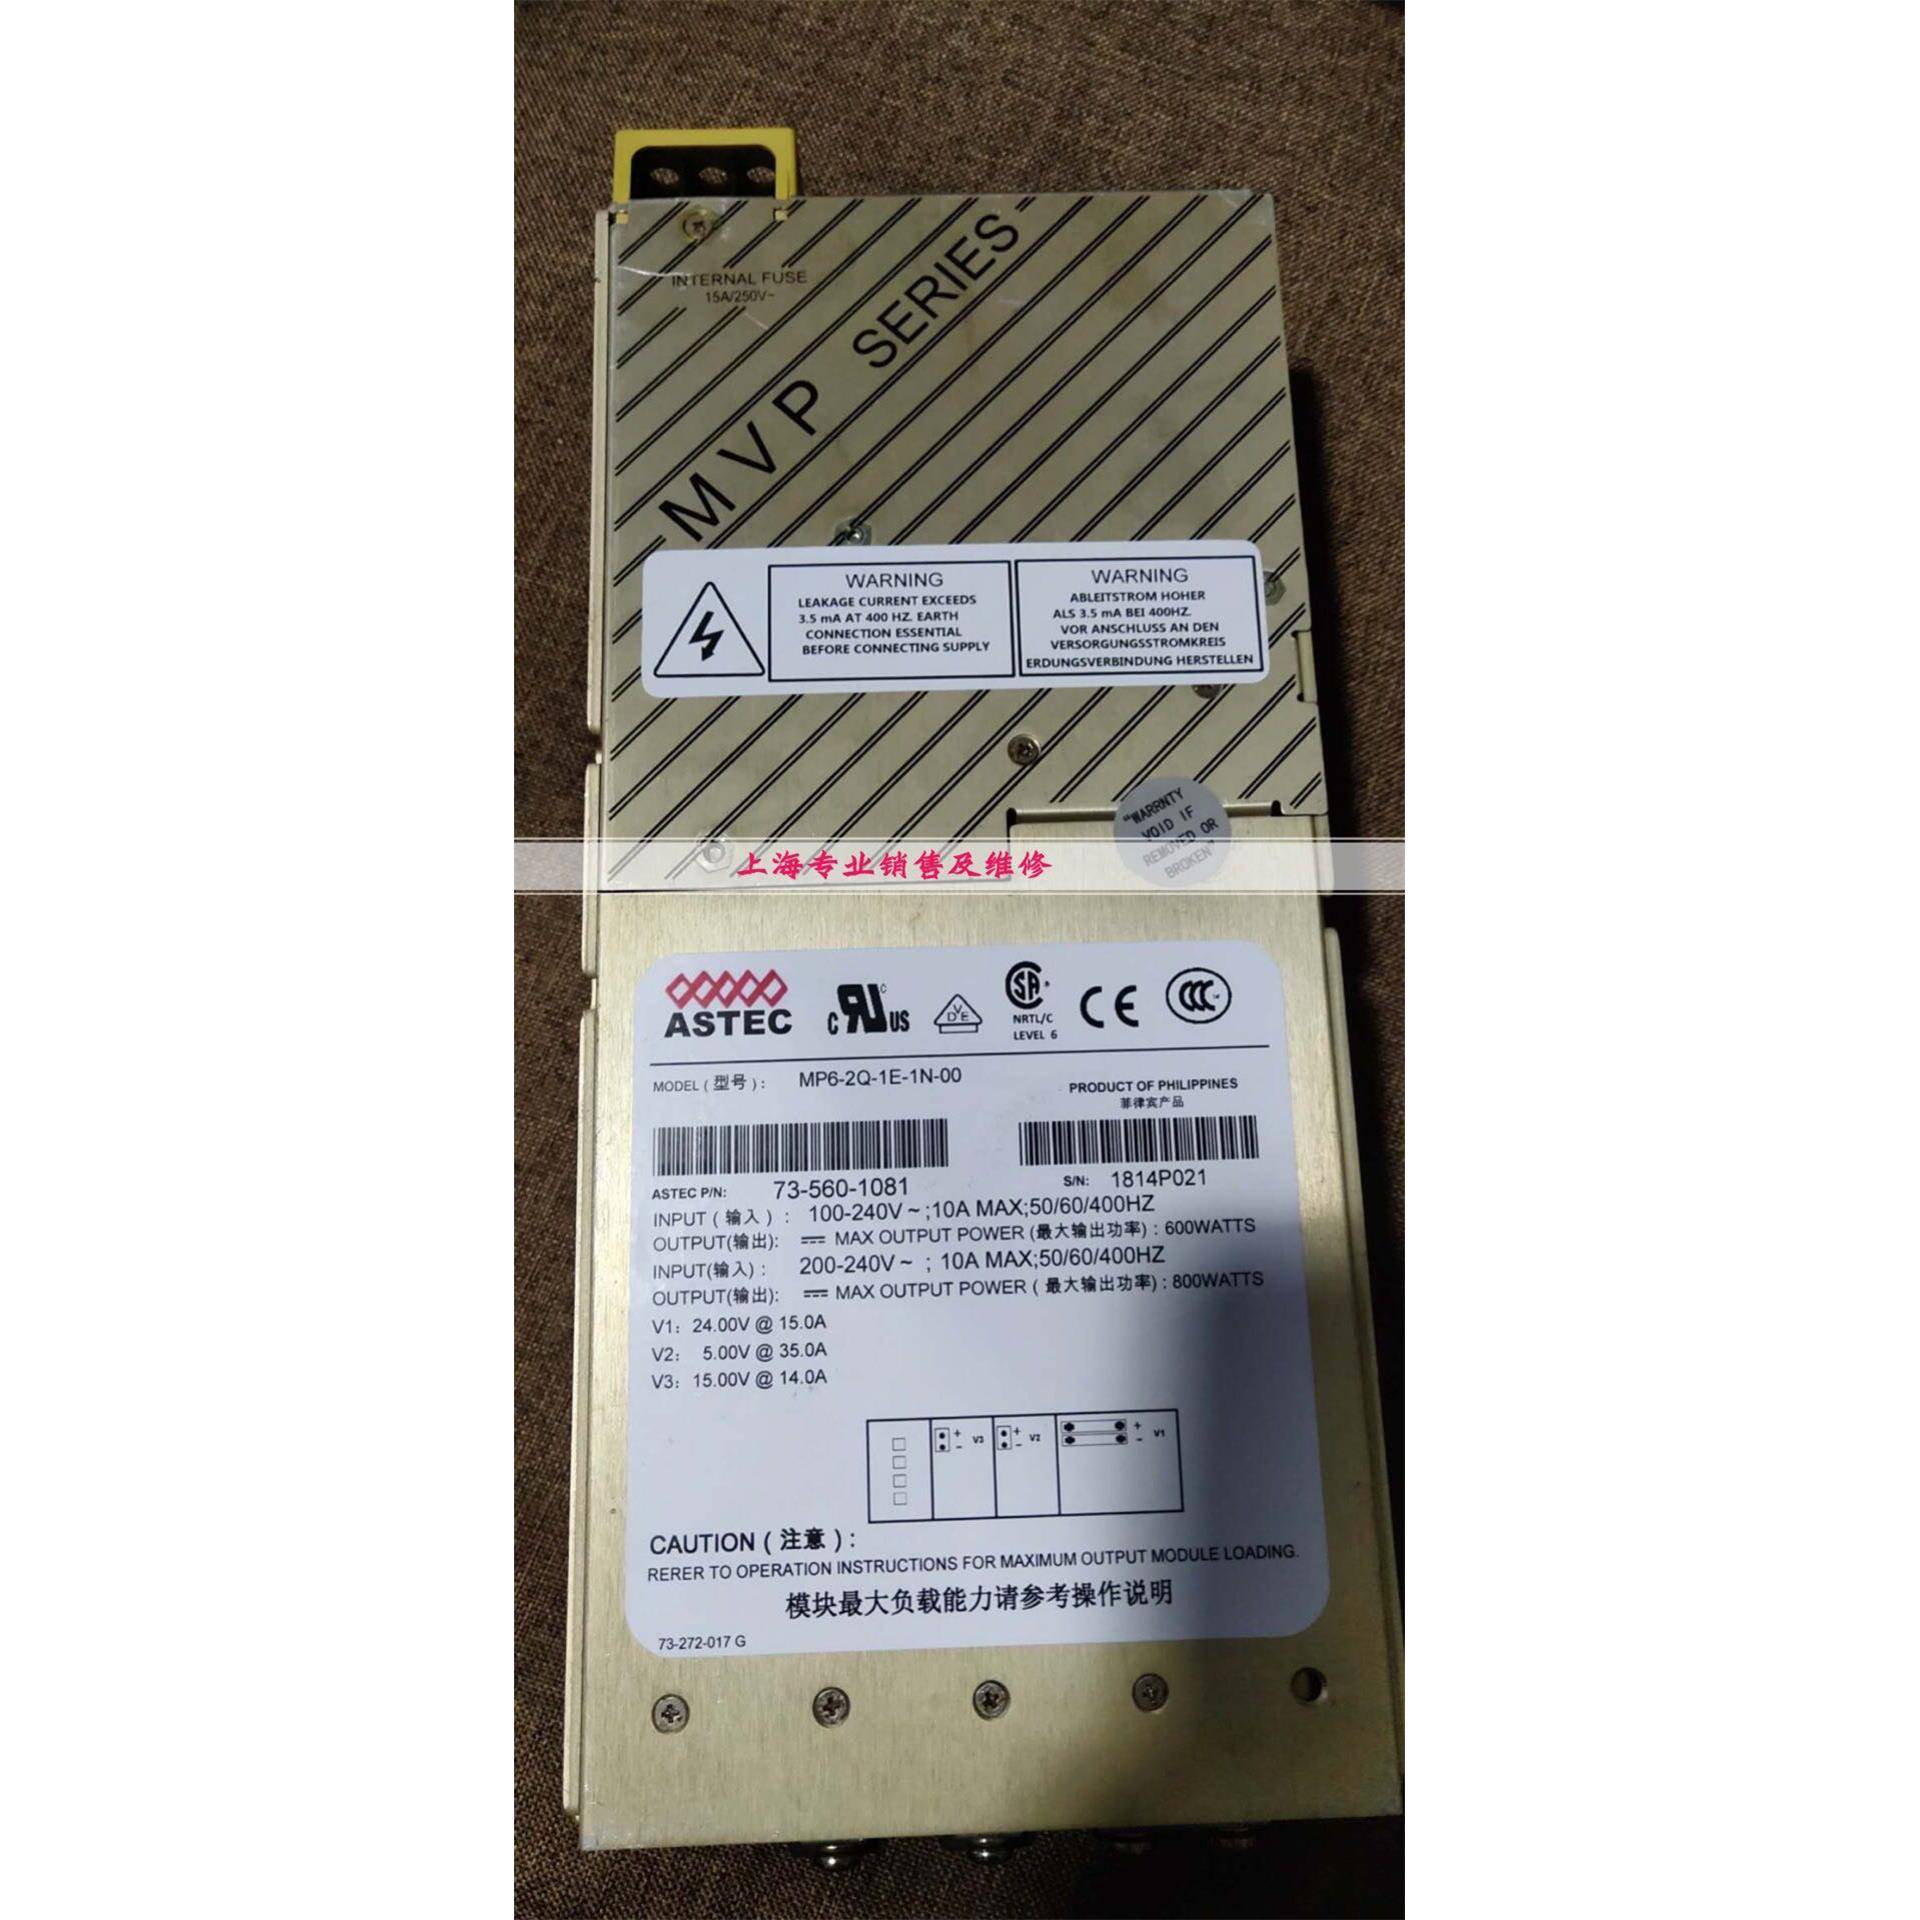 INTERNAL FUSE
15A/250V~
MVP SERIES
WARNING
LEAKAGE CURRENT EXCEEDS
3.5 mA AT 400 HZ. EARTH
CONNECTION ESSENTIAL
BEFORE CONNECTING SUPPLY
WARNING
ABLEITSTROM HOHER
ALS 3.5 mA BEI 400HZ.
VOR ANSCHLUSS AN DEN
VERSORGUNGSSTROMKREIS
ERDUNGSVERBINDUNG HERSTELLEN
"WARRNTY
VOID IF
REMOVED OR
BROKEN"
上海专业销售及维修
ASTEC
c RU US
VDE
SA
NRTL/C
LEVEL 6
CE
CCC
MODEL (型号): MP6-2Q-1E-1N-00
PRODUCT OF PHILIPPINES
菲律宾产品
ASTEC P/N: 73-560-1081
S/N: 1814P021
INPUT (输入): 100-240V~;10A MAX;50/60/400HZ
OUTPUT(输出): MAX OUTPUT POWER (最大输出功率): 600WATTS
INPUT(输入): 200-240V~; 10A MAX;50/60/400HZ
OUTPUT(输出): MAX OUTPUT POWER (最大输出功率): 800WATTS
V1: 24.00V @ 15.0A
V2: 5.00V @ 35.0A
V3: 15.00V @ 14.0A
+ - V3
+ - V2
+ - V1
CAUTION (注意):
RERER TO OPERATION INSTRUCTIONS FOR MAXIMUM OUTPUT MODULE LOADING.
模块最大负载能力请参考操作说明
73-272-017 G